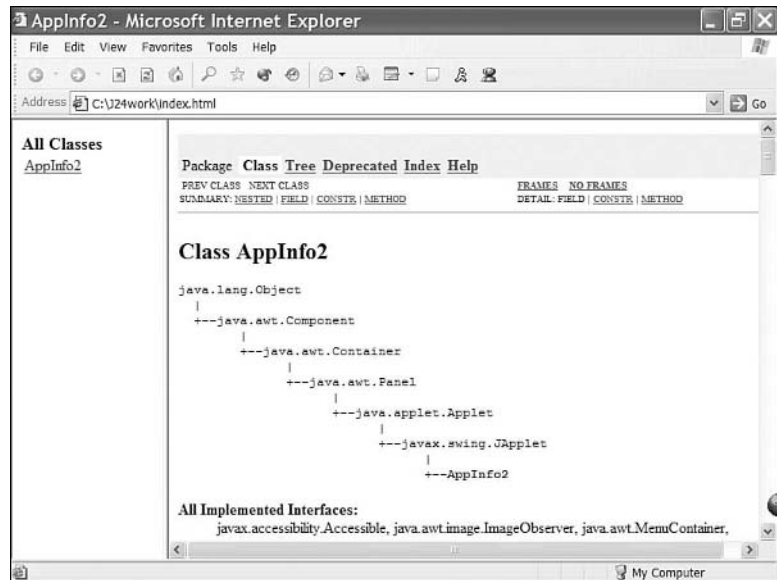 AppInfo2 - Microsoft Internet Explorer
File Edit View Favorites Tools Help
Address C:\J24work\index.html Go
All Classes
AppInfo2
Package Class Tree Deprecated Index Help
PREV CLASS NEXT CLASS FRAMES NO FRAMES
SUMMARY: NESTED | FIELD | CONSTR | METHOD DETAIL: FIELD | CONSTR | METHOD
Class AppInfo2
java.lang.Object
|
+--java.awt.Component
|
+--java.awt.Container
|
+--java.awt.Panel
|
+--java.applet.Applet
|
+--javax.swing.JApplet
|
+--AppInfo2
All Implemented Interfaces:
javax.accessibility.Accessible, java.awt.image.ImageObserver, java.awt.MenuContainer,
My Computer